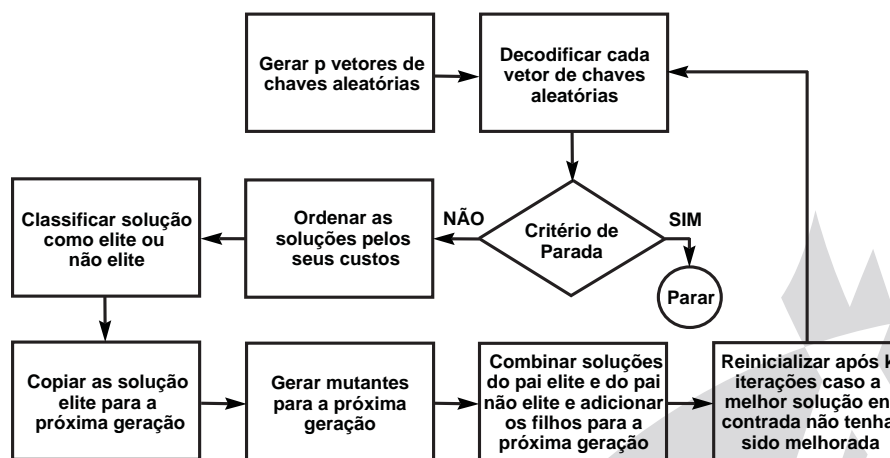 Gerar p vetores de
chaves aleatórias
Decodificar cada
vetor de chaves
aleatórias
Critério de
Parada
NÃO
SIM
Parar
Ordenar as
soluções pelos
seus custos
Classificar solução
como elite ou
não elite
Copiar as solução
elite para a
próxima geração
Gerar mutantes
para a próxima
geração
Combinar soluções
do pai elite e do pai
não elite e adicionar
os filhos para a
próxima geração
Reinicializar após k
iterações caso a
melhor solução en
contrada não tenha
sido melhorada